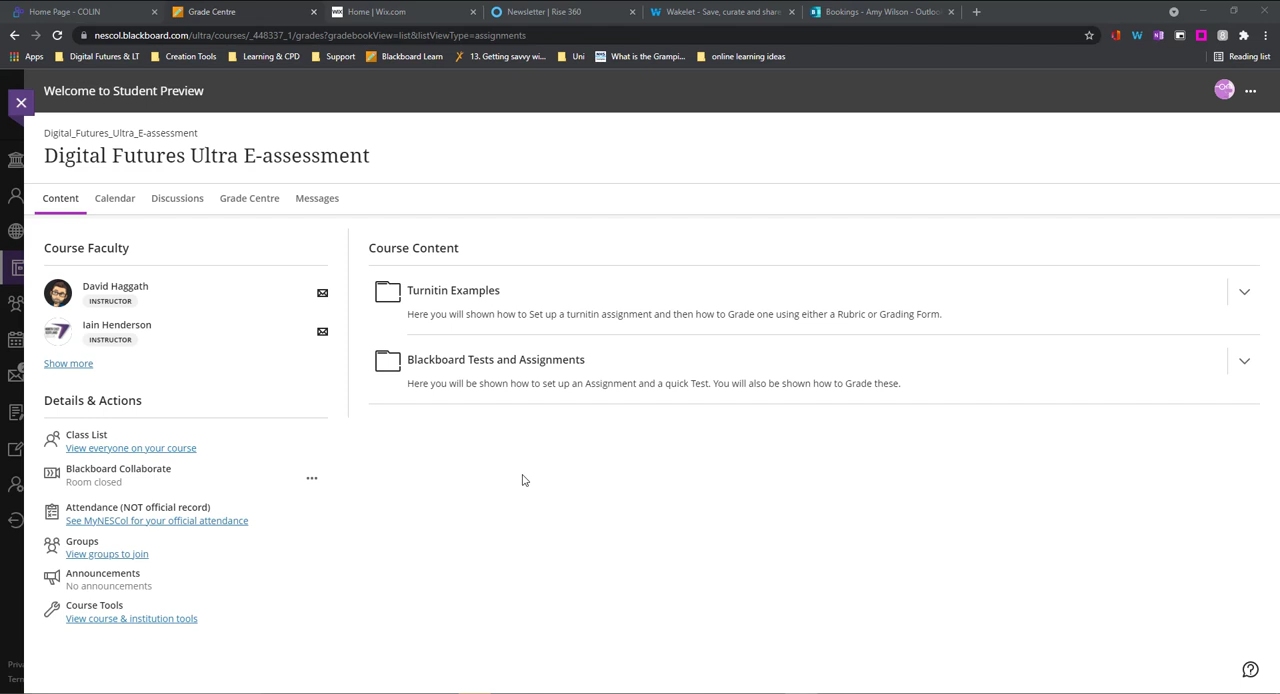 Home Page - COLIN
Grade Centre
Home | Wix.com
Newsletter | Rise 360
Wakelet - Save, curate and share
Bookings - Amy Wilson - Outloo
nescol.blackboard.com/ultra/courses/_448337_1/grades?gradebookView=list&listViewType=assignments
Apps
Digital Futures & LT
Creation Tools
Learning & CPD
Support
Blackboard Learn
13. Getting savvy wi...
Uni
What is the Grampi...
online learning ideas
Reading list
Welcome to Student Preview
Digital_Futures_Ultra_E-assessment
Digital Futures Ultra E-assessment
Content
Calendar
Discussions
Grade Centre
Messages
Course Faculty
David Haggath
INSTRUCTOR
Iain Henderson
INSTRUCTOR
Show more
Details & Actions
Class List
View everyone on your course
Blackboard Collaborate
Room closed
Attendance (NOT official record)
See MyNESCol for your official attendance
Groups
View groups to join
Announcements
No announcements
Course Tools
View course & institution tools
Course Content
Turnitin Examples
Here you will shown how to Set up a turnitin assignment and then how to Grade one using either a Rubric or Grading Form.
Blackboard Tests and Assignments
Here you will be shown how to set up an Assignment and a quick Test. You will also be shown how to Grade these.
Priva
Term